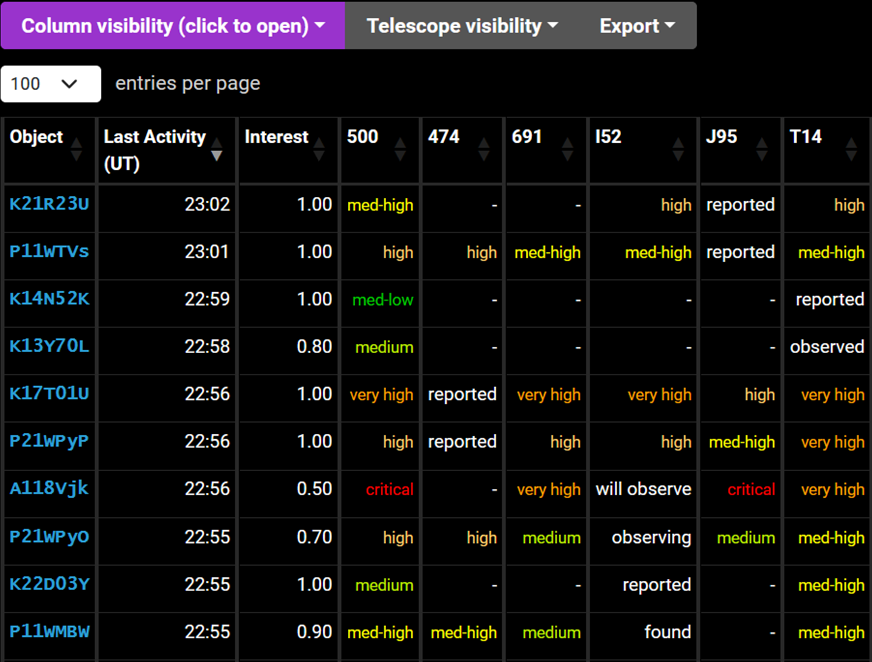 Column visibility (click to open) Telescope visibility Export
100 entries per page
Object Last Activity (UT) Interest 500 474 691 I52 J95 T14
K21R23U 23:02 1.00 med-high - - high reported high
P11WTVs 23:01 1.00 high high med-high med-high reported med-high
K14N52K 22:59 1.00 med-low - - - - reported
K13Y70L 22:58 0.80 medium - - - - observed
K17T01U 22:56 1.00 very high reported very high very high high very high
P21WPyP 22:56 1.00 high reported high high med-high very high
A118Vjk 22:56 0.50 critical - very high will observe critical very high
P21WPyO 22:55 0.70 high high medium observing medium med-high
K22D03Y 22:55 1.00 medium - - reported - med-high
P11WMBW 22:55 0.90 med-high med-high medium found - med-high